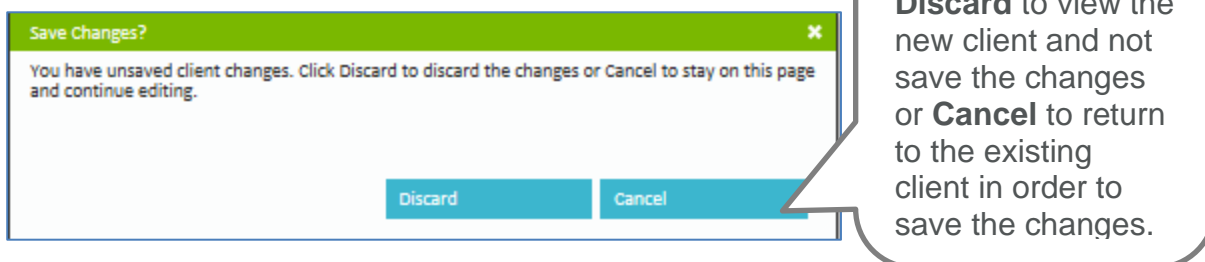 Save Changes?
You have unsaved client changes. Click Discard to discard the changes or Cancel to stay on this page
and continue editing.
Discard
Cancel
Discard to view the
new client and not
save the changes
or Cancel to return
to the existing
client in order to
save the changes.